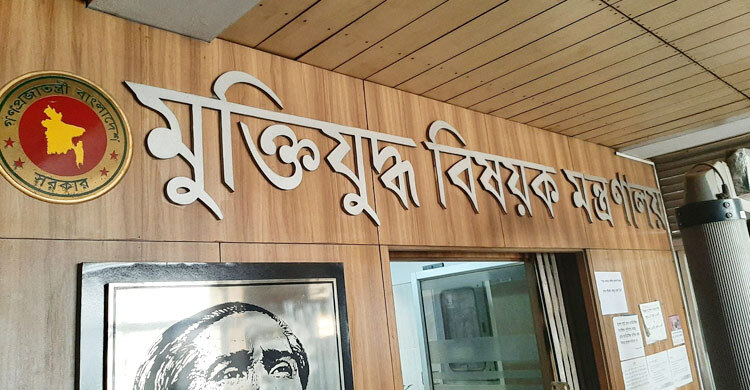 গণপ্রজাতন্ত্রী বাংলাদেশ
সরকার
মুক্তিযুদ্ধ বিষয়ক মন্ত্রণালয়